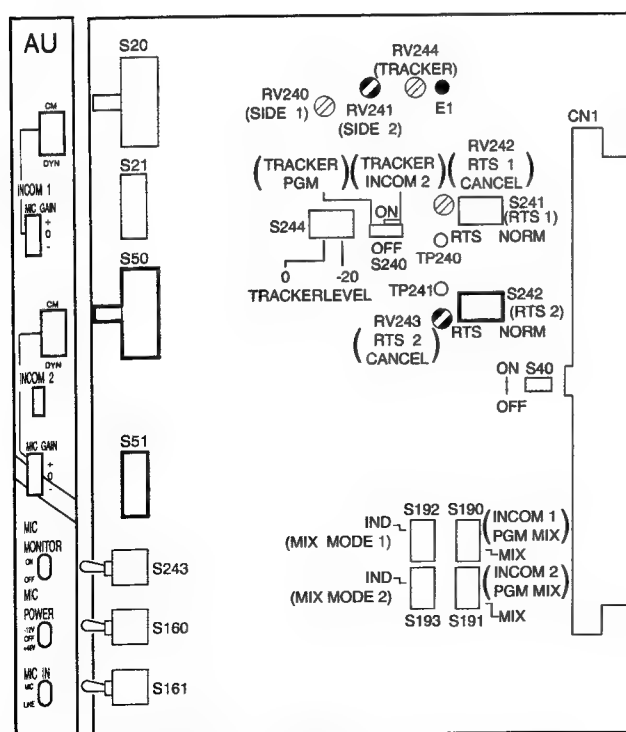 AU
CM
DYN
INCOM 1
MIC GAIN
+
0
-
CM
DYN
INCOM 2
MIC GAIN
+
0
-
MIC
MONITOR
ON
OFF
MIC
POWER
-12V
OFF
+48V
MIC IN
MIC
LINE
S20
S21
S50
S51
S243
S160
S161
RV244
(TRACKER)
RV240
(SIDE 1)
RV241
(SIDE 2)
E1
CN1
(TRACKER PGM)
(TRACKER INCOM 2)
(RV242 RTS 1 CANCEL)
S244
0 -20
TRACKERLEVEL
ON
OFF
S240
S241
(RTS 1)
RTS NORM
TP240
TP241
S242
(RTS 2)
RTS NORM
RV243
(RTS 2 CANCEL)
ON S40
OFF
S192 S190
IND
(MIX MODE 1)
(INCOM 1 PGM MIX)
MIX
IND
(MIX MODE 2)
(INCOM 2 PGM MIX)
MIX
S193 S191